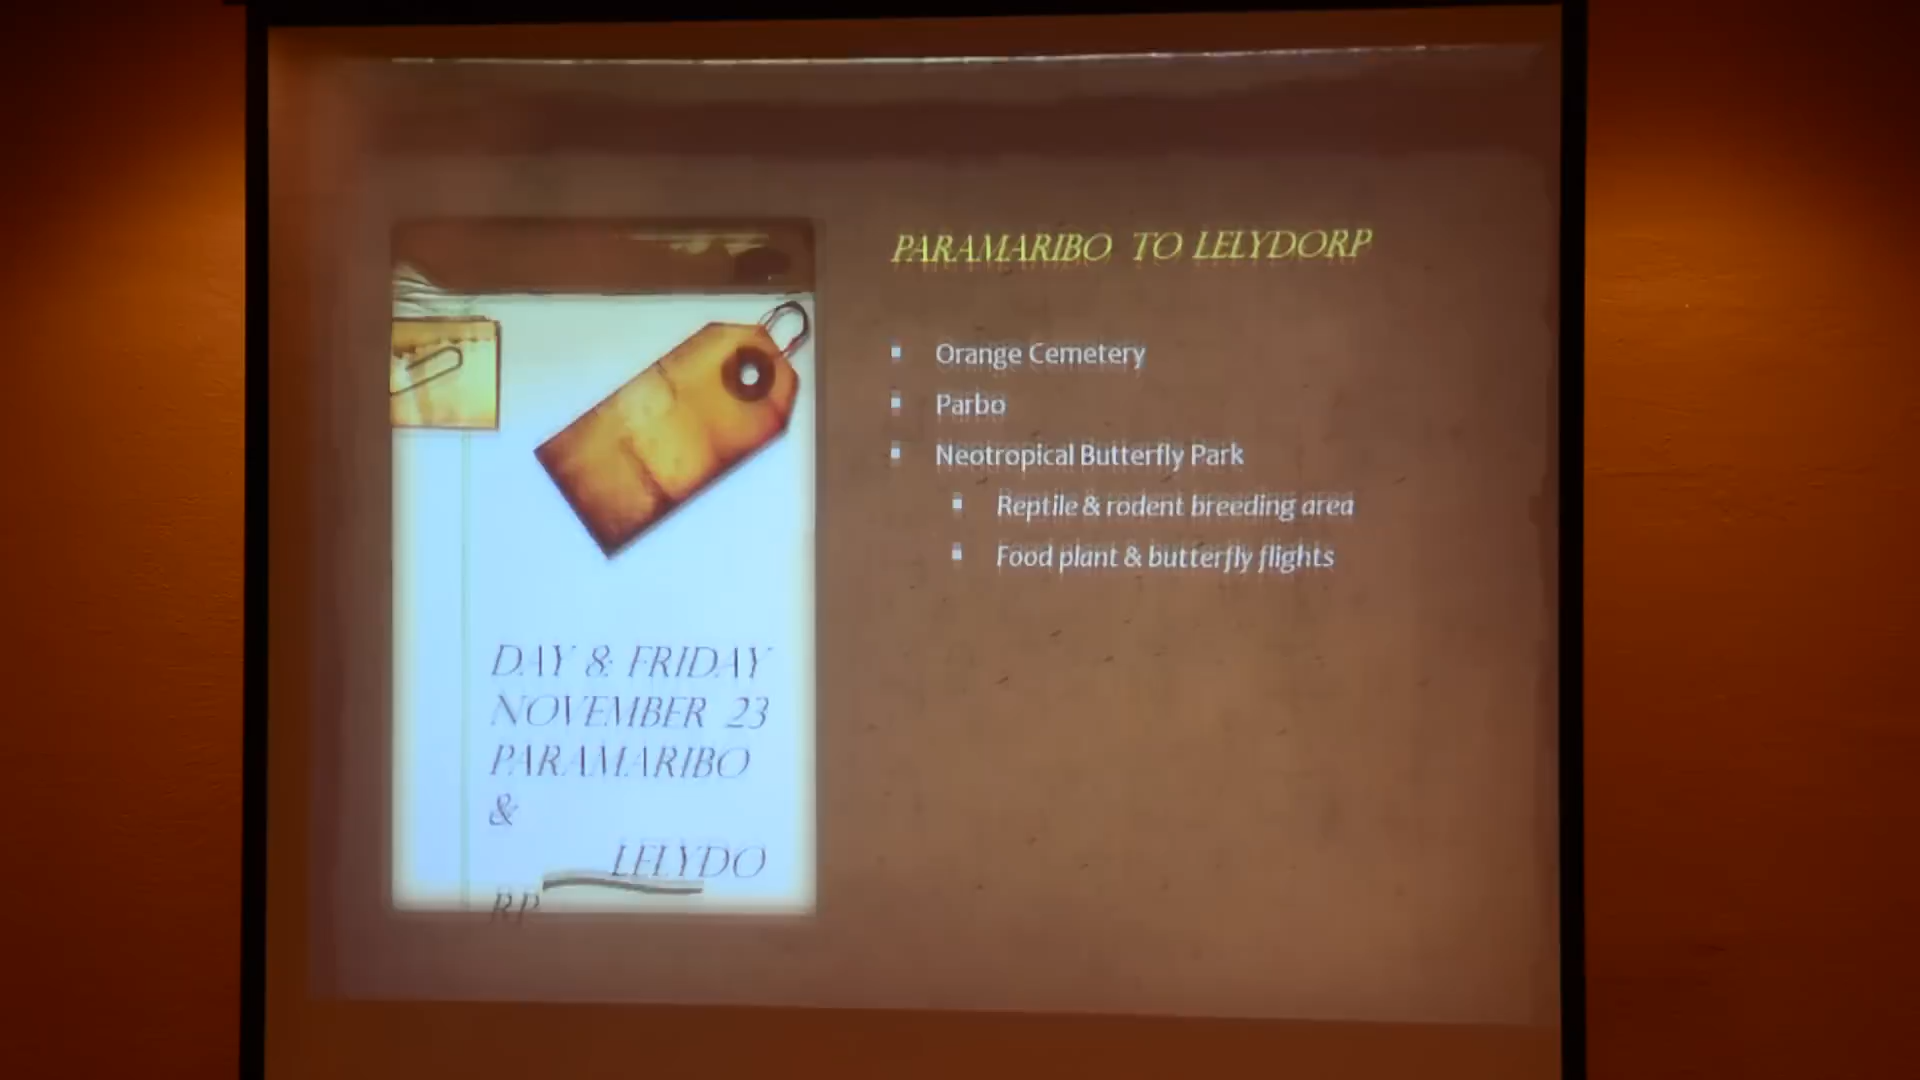 PARAMARIBO TO LELYDORP
Orange Cemetery
Parbo
Neotropical Butterfly Park
Reptile & rodent breeding area
Food plant & butterfly flights
DAY & FRIDAY
NOVEMBER 23
PARAMARIBO
&
LELYDO
RP